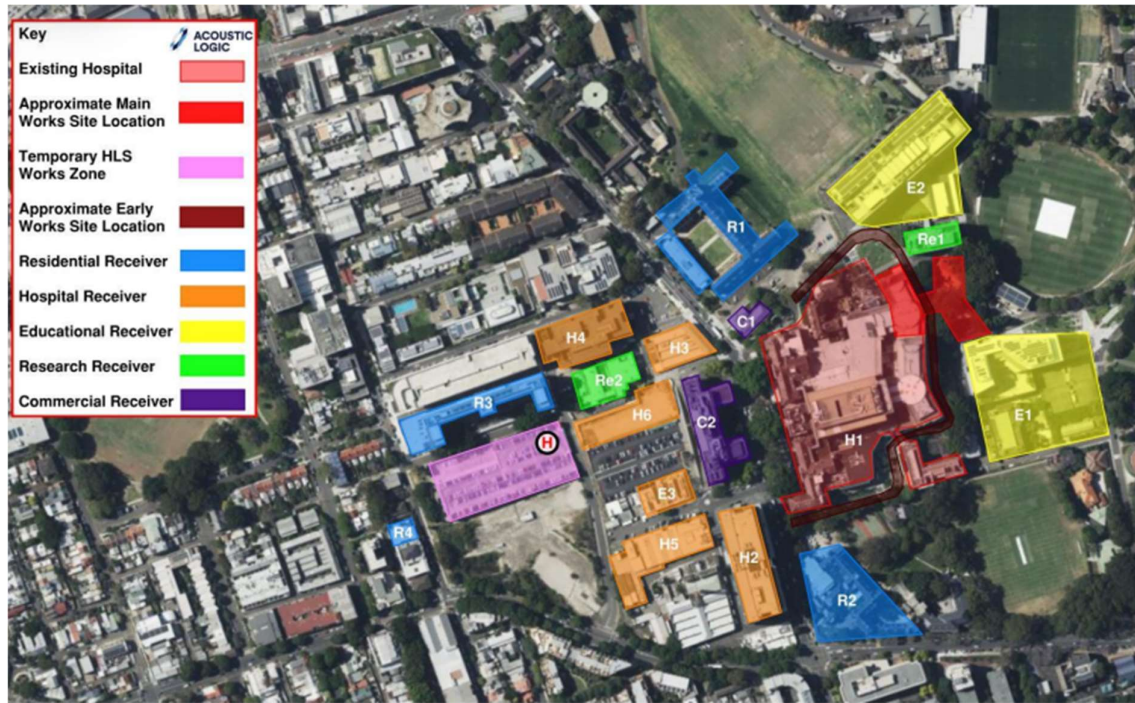 Key
ACOUSTIC
LOGIC
Existing Hospital
Approximate Main
Works Site Location
Temporary HLS
Works Zone
Approximate Early
Works Site Location
Residential Receiver
Hospital Receiver
Educational Receiver
Research Receiver
Commercial Receiver
E2
R1
Re1
C1
H4
H3
Re2
R3
H6
C2
E1
H1
H
E3
R4
H5
H2
R2